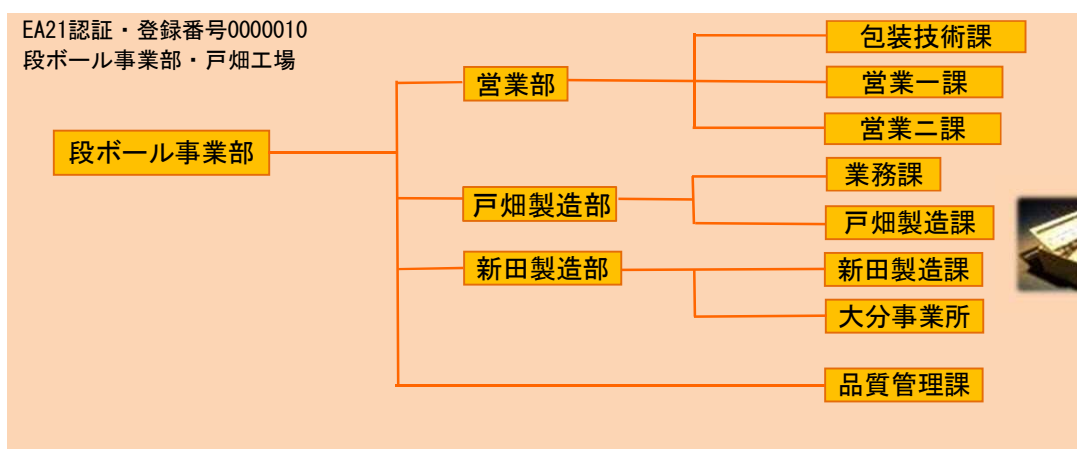 EA21認証・登録番号0000010
段ボール事業部・戸畑工場
段ボール事業部
営業部
包装技術課
営業一課
営業二課
戸畑製造部
業務課
戸畑製造課
新田製造部
新田製造課
大分事業所
品質管理課